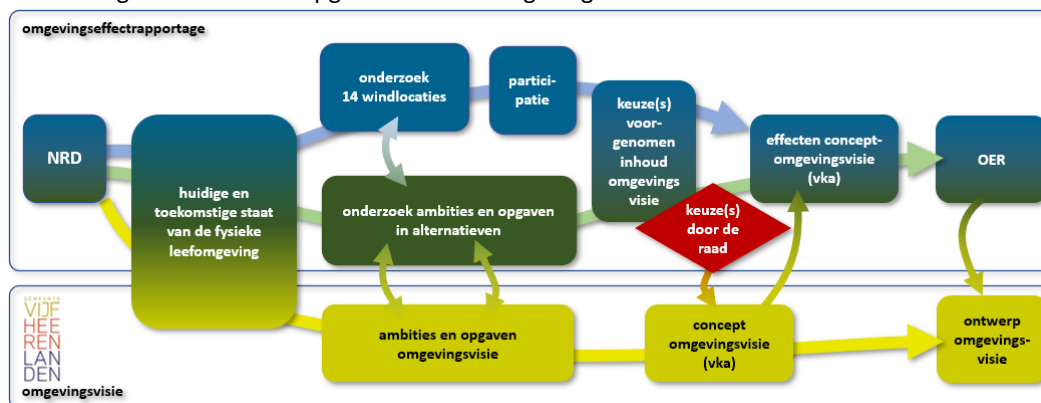 omgevingseffectrapportage
NRD
huidige en
toekomstige staat
van de fysieke
leefomgeving
onderzoek
14 windlocaties
partici-
patie
onderzoek ambities en opgaven
in alternatieven
keuze(s)
voor-
genomen
inhoud
omgevings
visie
keuze(s)
door de
raad
effecten concept-
omgevingsvisie
(vka)
OER
GEMEENTE
VIJF
HEE
REN
LAN
DEN
omgevingsvisie
ambities en opgaven
omgevingsvisie
concept
omgevingsvisie
(vka)
ontwerp
omgevings-
visie